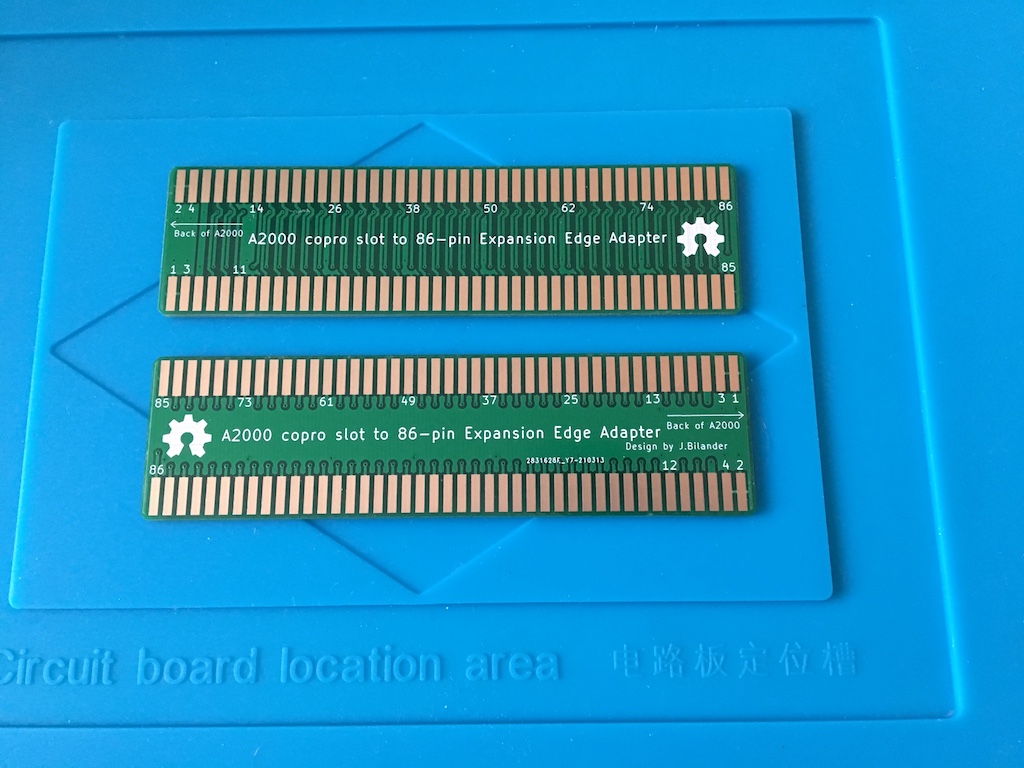 2 4 14 26 38 50 62 74 86
Back of A2000
A2000 copro slot to 86-pin Expansion Edge Adapter
1 3 11 85
85 73 61 49 37 25 13 3 1
Back of A2000
A2000 copro slot to 86-pin Expansion Edge Adapter
Design by J.Bilander
2831628E_Y7-210313
86 12 4 2
Circuit board location area 电路板定位槽